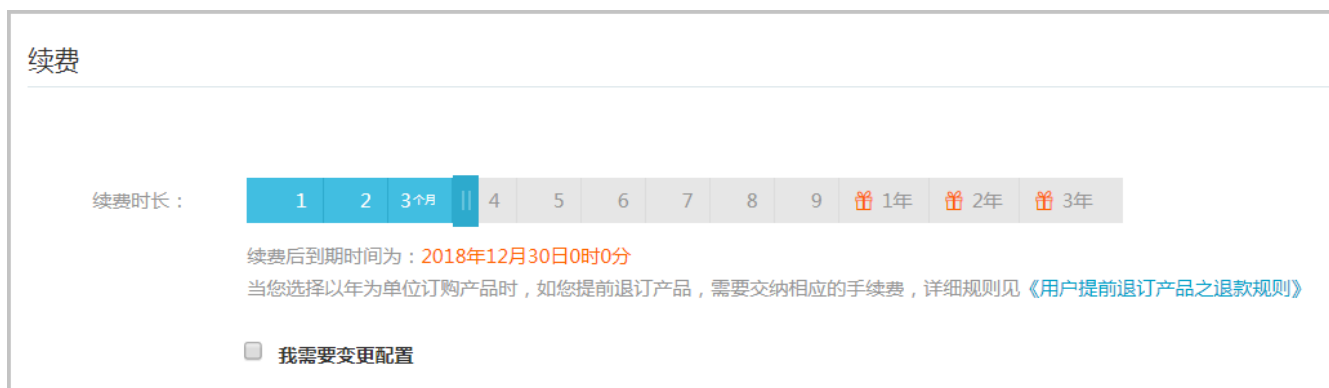 续费
续费时长： 1 2 3个月 4 5 6 7 8 9 1年 2年 3年
续费后到期时间为：2018年12月30日0时0分
当您选择以年为单位订购产品时，如您提前退订产品，需要交纳相应的手续费，详细规则见《用户提前退订产品之退款规则》
我需要变更配置